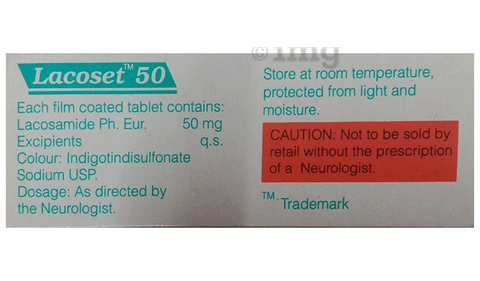 © 1mg
Lacoset™ 50
Each film coated tablet contains:
Lacosamide Ph. Eur. 50 mg
Excipients q.s.
Colour: Indigotindisulfonate
Sodium USP.
Dosage: As directed by
the Neurologist.
Store at room temperature,
protected from light and
moisture.
CAUTION: Not to be sold by
retail without the prescription
of a Neurologist.
™ Trademark